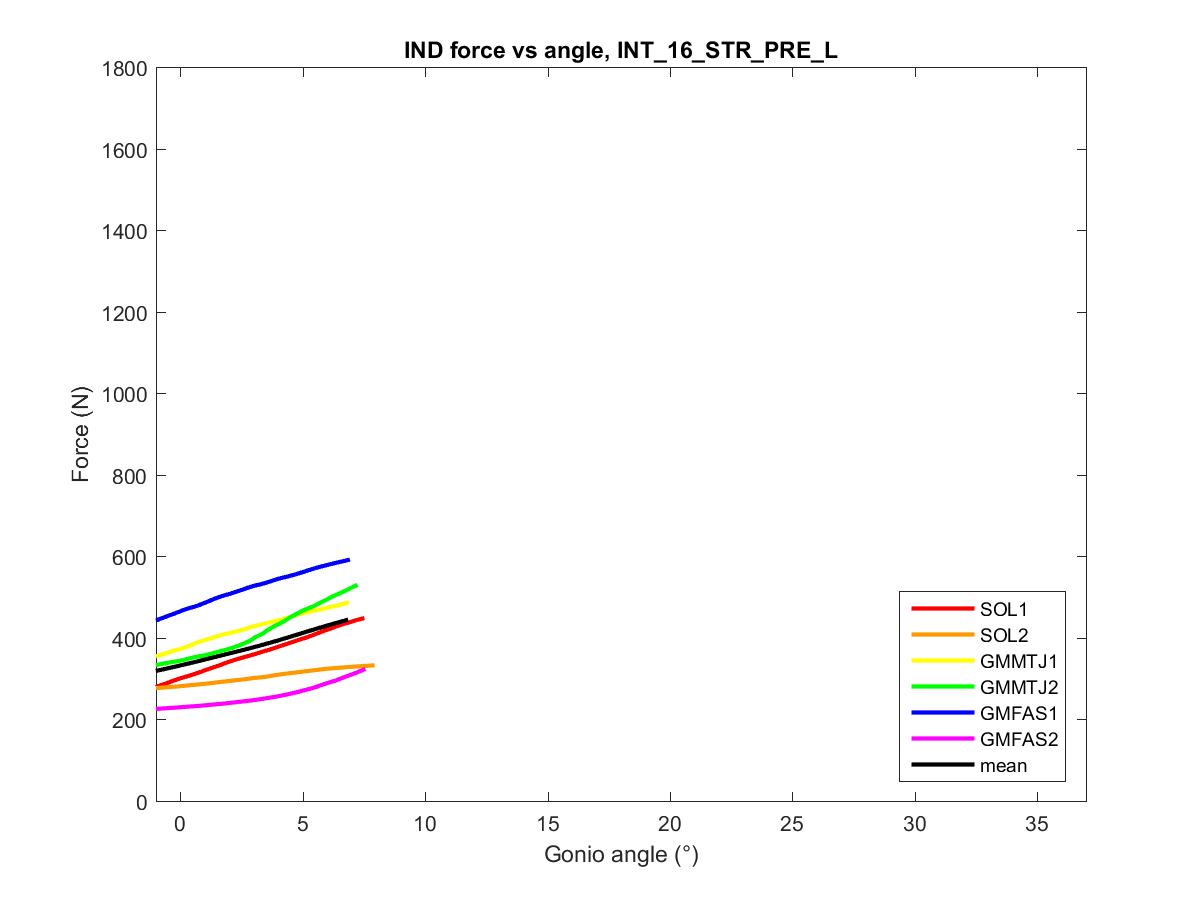 IND force vs angle, INT_16_STR_PRE_L
1800
1600
1400
1200
1000
800
600
400
200
0
Force (N)
0 5 10 15 20 25 30 35
Gonio angle (°)
SOL1
SOL2
GMMTJ1
GMMTJ2
GMFAS1
GMFAS2
mean